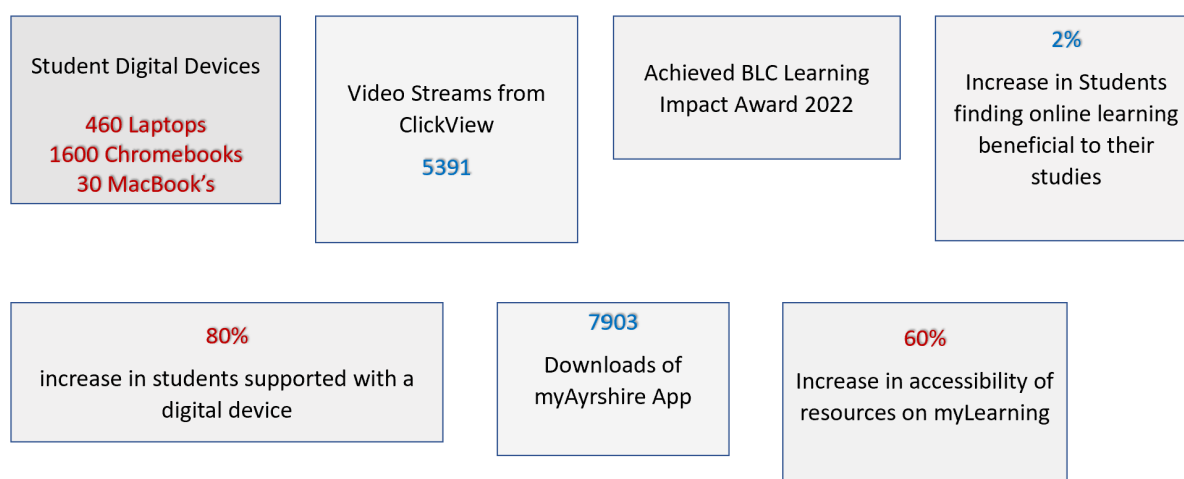 Student Digital Devices
460 Laptops
1600 Chromebooks
30 MacBook's
Video Streams from
ClickView
5391
Achieved BLC Learning
Impact Award 2022
2%
Increase in Students
finding online learning
beneficial to their
studies
80%
increase in students supported with a
digital device
7903
Downloads of
myAyrshire App
60%
Increase in accessibility of
resources on myLearning